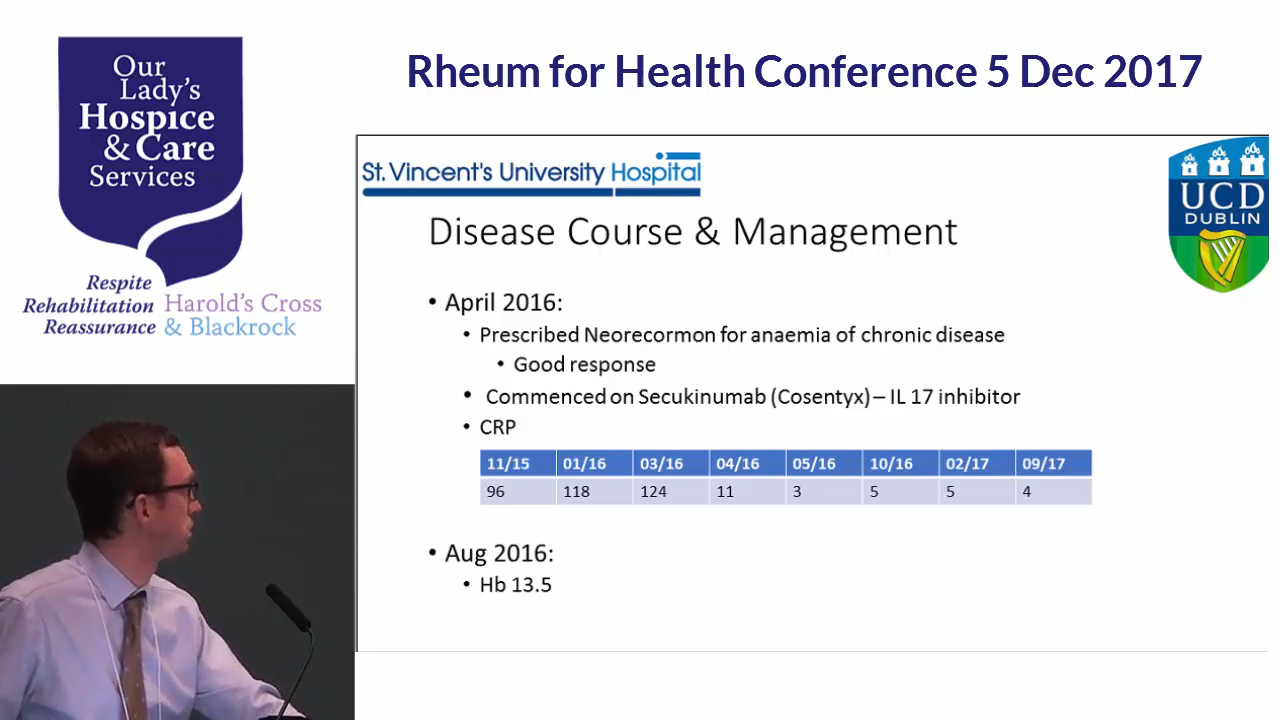 Our
Lady's
Hospice
& Care
Services
Respite
Rehabilitation
Reassurance
Harold's Cross
& Blackrock
Rheum for Health Conference 5 Dec 2017
St. Vincent's University Hospital
UCD
DUBLIN
Disease Course & Management
• April 2016:
• Prescribed Neorecormon for anaemia of chronic disease
• Good response
• Commenced on Secukinumab (Cosentyx) – IL 17 inhibitor
• CRP
11/15 01/16 03/16 04/16 05/16 10/16 02/17 09/17
96 118 124 11 3 5 5 4
• Aug 2016:
• Hb 13.5